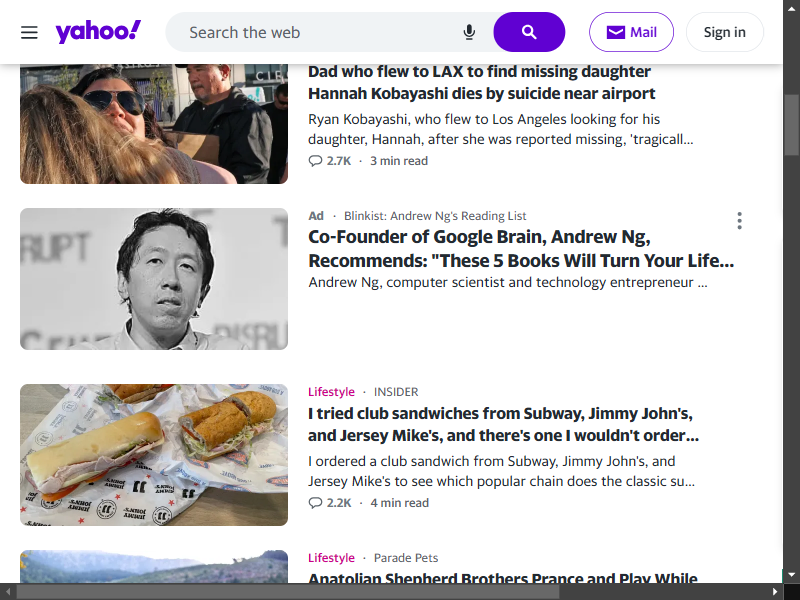 yahoo!
Search the web
Mail
Sign in
CIE
Dad who flew to LAX to find missing daughter
Hannah Kobayashi dies by suicide near airport
Ryan Kobayashi, who flew to Los Angeles looking for his
daughter, Hannah, after she was reported missing, 'tragicall...
2.7K · 3 min read
RUPT
DISRU
Ad · Blinkist: Andrew Ng's Reading List
Co-Founder of Google Brain, Andrew Ng,
Recommends: "These 5 Books Will Turn Your Life...
Andrew Ng, computer scientist and technology entrepreneur ...
Lifestyle · INSIDER
I tried club sandwiches from Subway, Jimmy John's,
and Jersey Mike's, and there's one I wouldn't order...
I ordered a club sandwich from Subway, Jimmy John's, and
Jersey Mike's to see which popular chain does the classic su...
2.2K · 4 min read
Lifestyle · Parade Pets
Anatolian Shepherd Brothers Prance and Play While